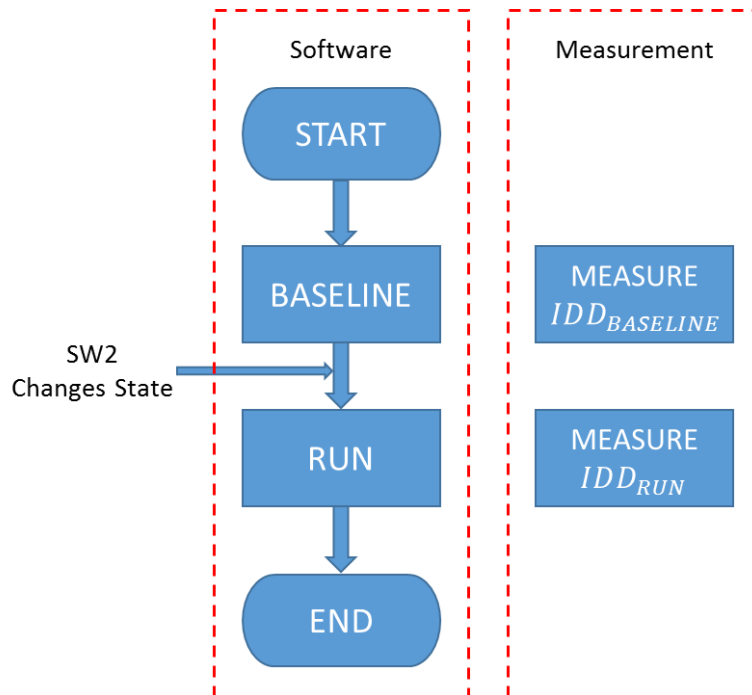 Software
Measurement
START
BASELINE
MEASURE
IDD_BASELINE
SW2
Changes State
RUN
MEASURE
IDD_RUN
END